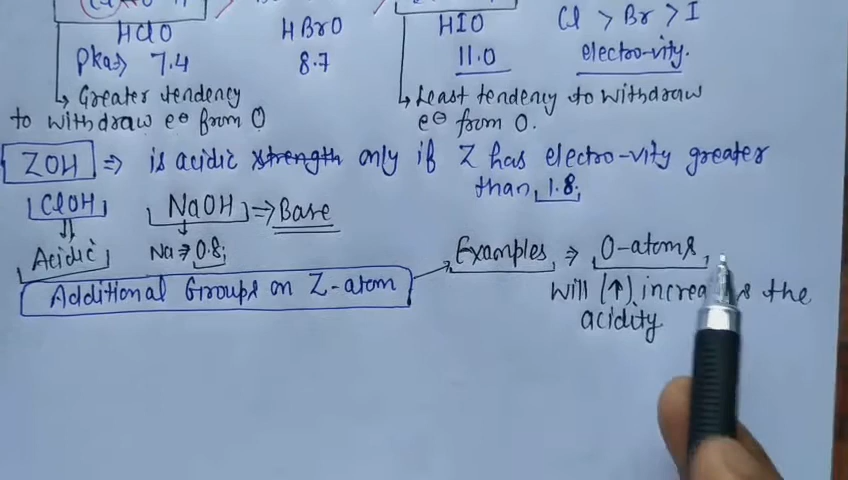 HClO HBrO HIO Cl > Br > I
Pka⇒ 7.4 8.7 11.0 electro-vity.
↳ Greater tendency ↳ Least tendency to withdraw
to withdraw e⊖ from O e⊖ from O.
ZOH ⇒ is acidic strength only if Z has electro-vity greater
than 1.8;
ClOH NaOH ⇒ Base
Acidic Na ⇒ 0.8;
Examples ⇒ O-atoms,
Additional Groups on Z-atom
will (↑) the
acidity